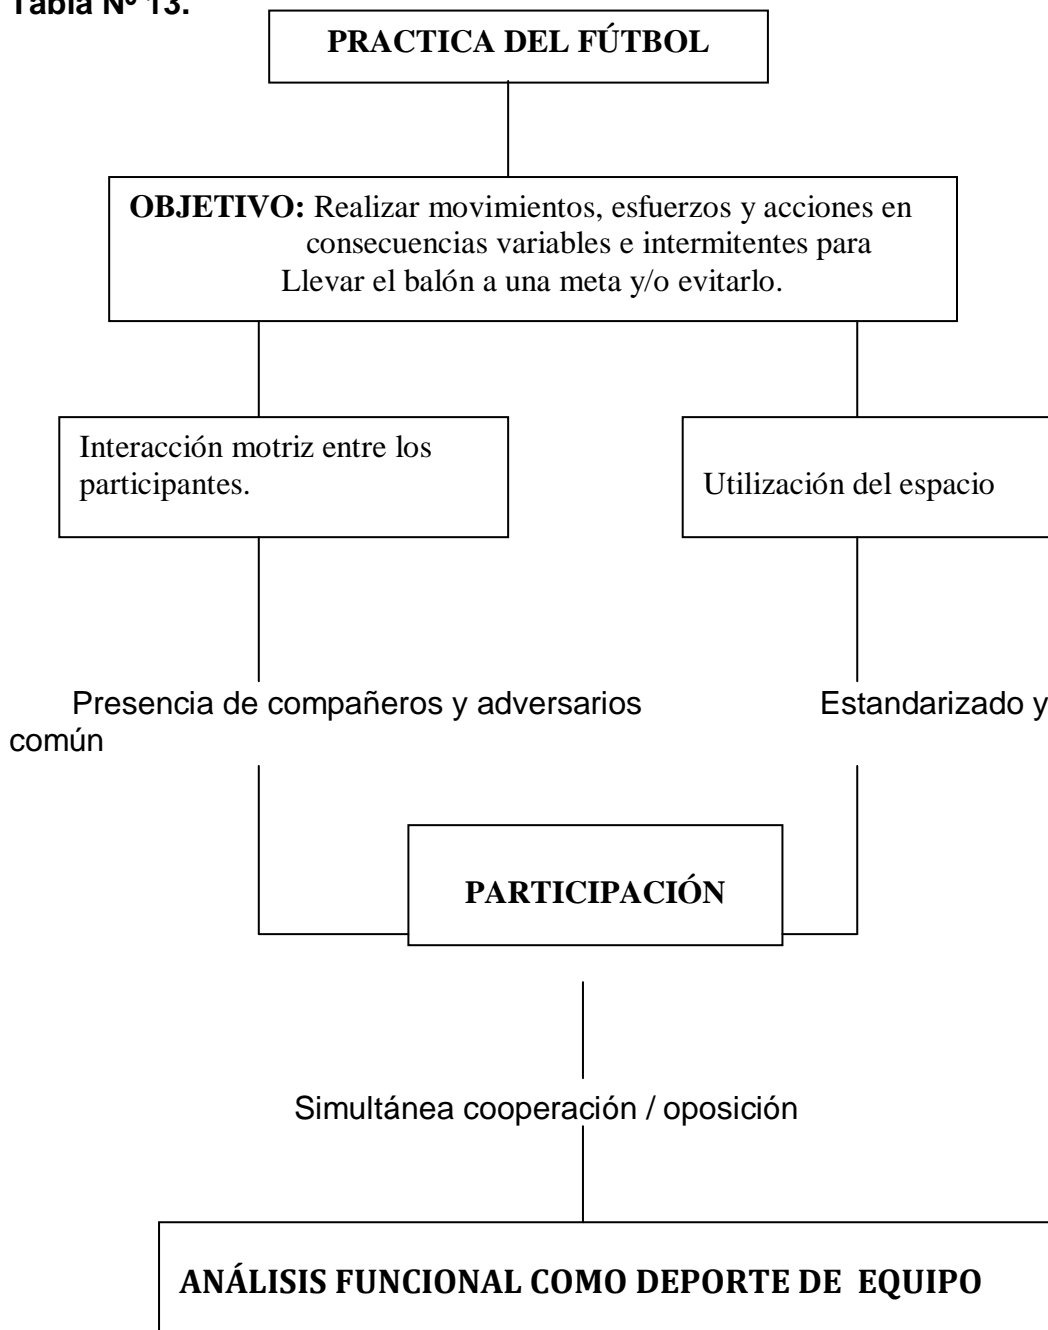 Tabla Nº 13.
PRACTICA DEL FÚTBOL
OBJETIVO: Realizar movimientos, esfuerzos y acciones en
consecuencias variables e intermitentes para
Llevar el balón a una meta y/o evitarlo.
Interacción motriz entre los
participantes.
Utilización del espacio
Presencia de compañeros y adversarios Estandarizado y
común
PARTICIPACIÓN
Simultánea cooperación / oposición
ANÁLISIS FUNCIONAL COMO DEPORTE DE EQUIPO